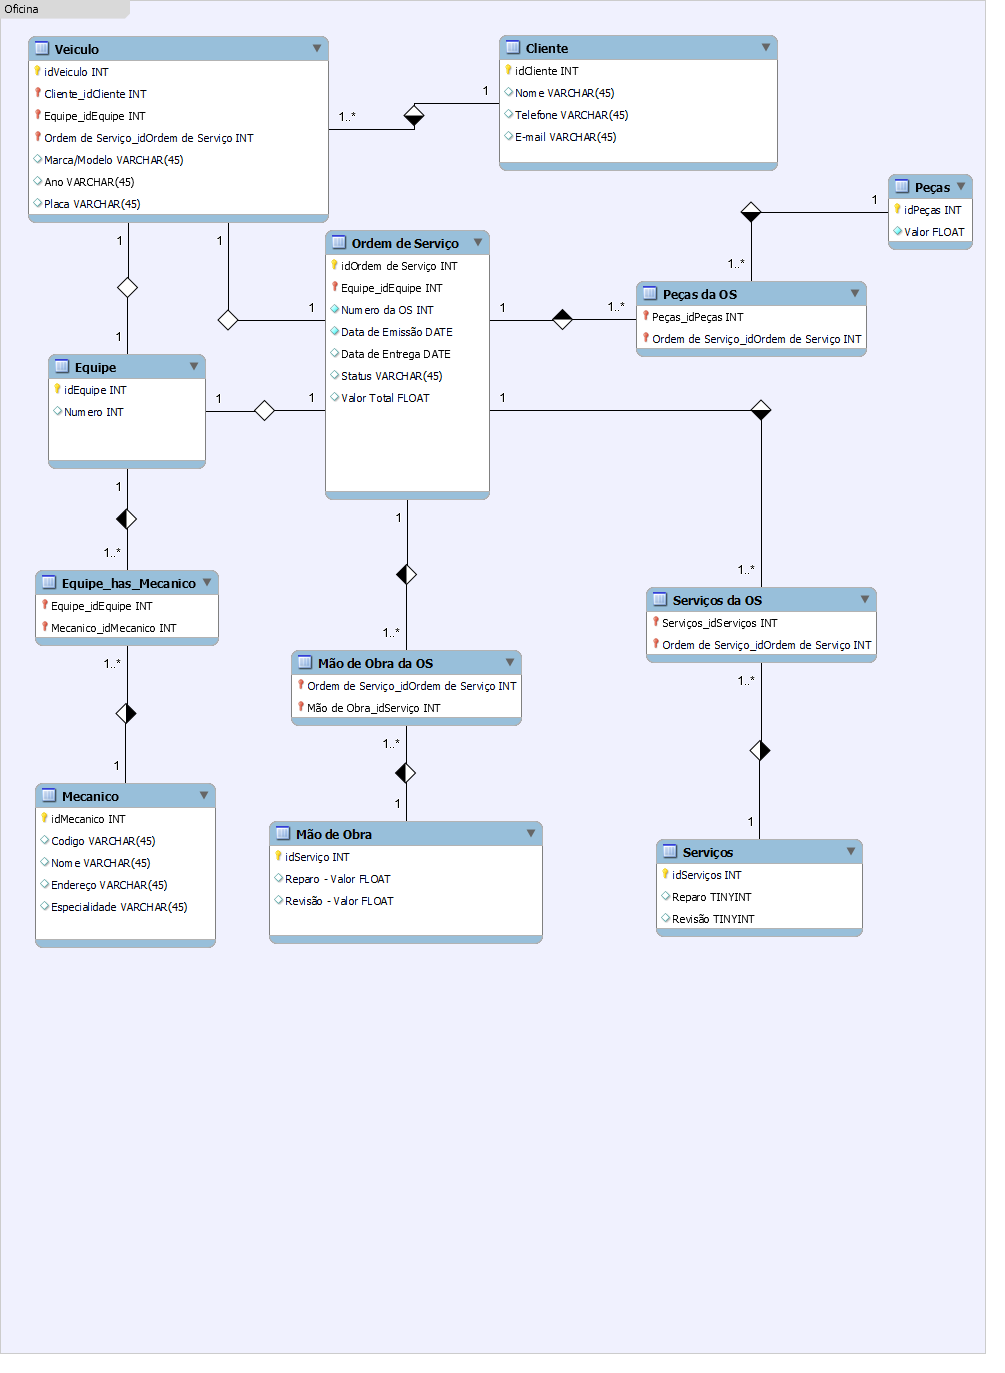 Oficina
Veiculo
idVeiculo INT
Cliente_idCliente INT
Equipe_idEquipe INT
Ordem de Serviço_idOrdem de Serviço INT
Marca/Modelo VARCHAR(45)
Ano VARCHAR(45)
Placa VARCHAR(45)
1..*
1
Cliente
idCliente INT
Nome VARCHAR(45)
Telefone VARCHAR(45)
E-mail VARCHAR(45)
Peças
idPeças INT
Valor FLOAT
1
1..*
1
1
1
1
Ordem de Serviço
idOrdem de Serviço INT
Equipe_idEquipe INT
Numero da OS INT
Data de Emissão DATE
Data de Entrega DATE
Status VARCHAR(45)
Valor Total FLOAT
1
1..*
Peças da OS
Peças_idPeças INT
Ordem de Serviço_idOrdem de Serviço INT
Equipe
idEquipe INT
Numero INT
1
1
1
1..*
1
1..*
Equipe_has_Mecanico
Equipe_idEquipe INT
Mecanico_idMecanico INT
1..*
1
1
1..*
Mão de Obra da OS
Ordem de Serviço_idOrdem de Serviço INT
Mão de Obra_idServiço INT
1..*
1
Serviços da OS
Serviços_idServiços INT
Ordem de Serviço_idOrdem de Serviço INT
1..*
1
Mecanico
idMecanico INT
Codigo VARCHAR(45)
Nome VARCHAR(45)
Endereço VARCHAR(45)
Especialidade VARCHAR(45)
Mão de Obra
idServiço INT
Reparo - Valor FLOAT
Revisão - Valor FLOAT
Serviços
idServiços INT
Reparo TINYINT
Revisão TINYINT